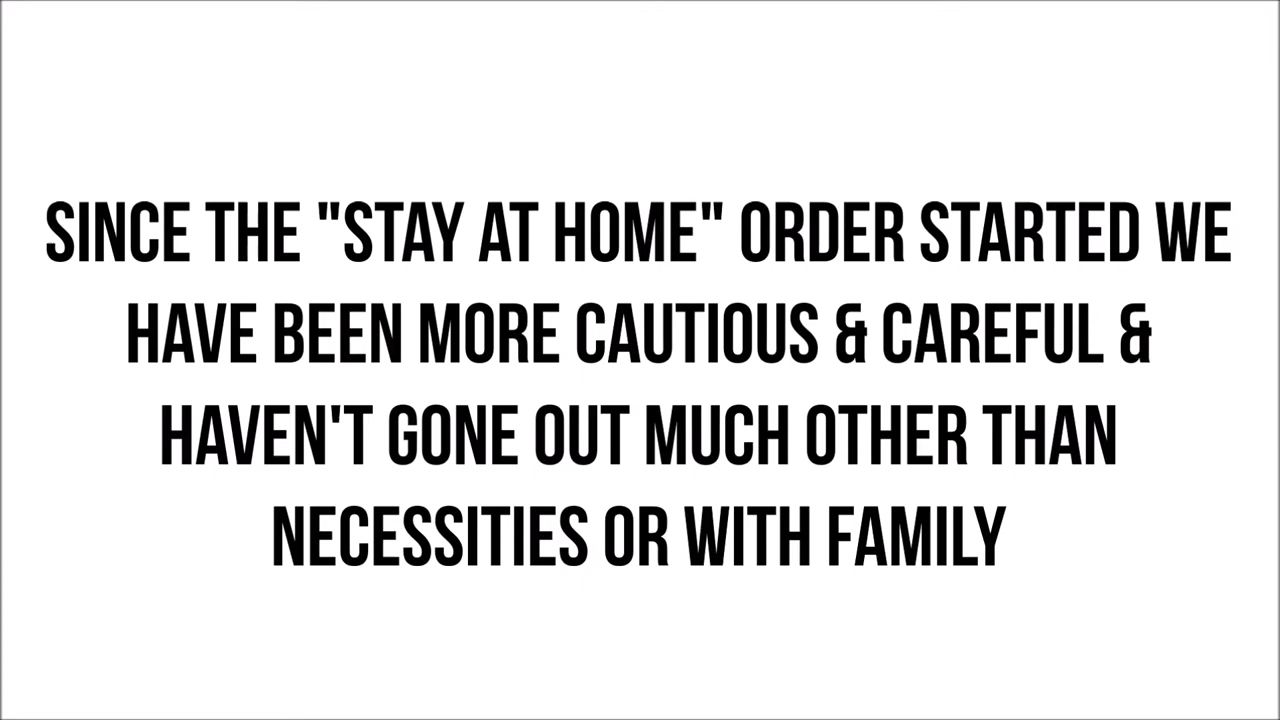 SINCE THE "STAY AT HOME" ORDER STARTED WE
HAVE BEEN MORE CAUTIOUS & CAREFUL &
HAVEN'T GONE OUT MUCH OTHER THAN
NECESSITIES OR WITH FAMILY